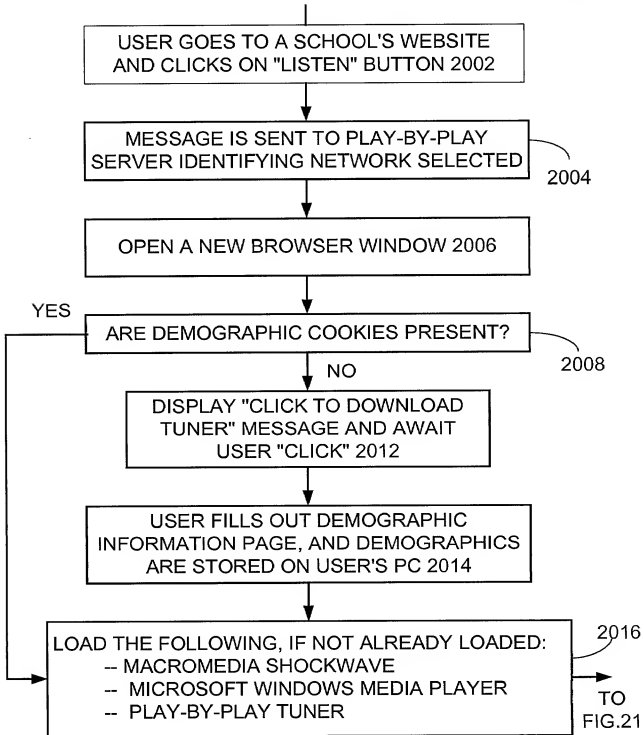 USER GOES TO A SCHOOL'S WEBSITE
AND CLICKS ON "LISTEN" BUTTON 2002
MESSAGE IS SENT TO PLAY-BY-PLAY
SERVER IDENTIFYING NETWORK SELECTED
2004
OPEN A NEW BROWSER WINDOW 2006
YES
ARE DEMOGRAPHIC COOKIES PRESENT?
2008
NO
DISPLAY "CLICK TO DOWNLOAD
TUNER" MESSAGE AND AWAIT
USER "CLICK" 2012
USER FILLS OUT DEMOGRAPHIC
INFORMATION PAGE, AND DEMOGRAPHICS
ARE STORED ON USER'S PC 2014
2016
LOAD THE FOLLOWING, IF NOT ALREADY LOADED:
-- MACROMEDIA SHOCKWAVE
-- MICROSOFT WINDOWS MEDIA PLAYER
-- PLAY-BY-PLAY TUNER
TO
FIG.21